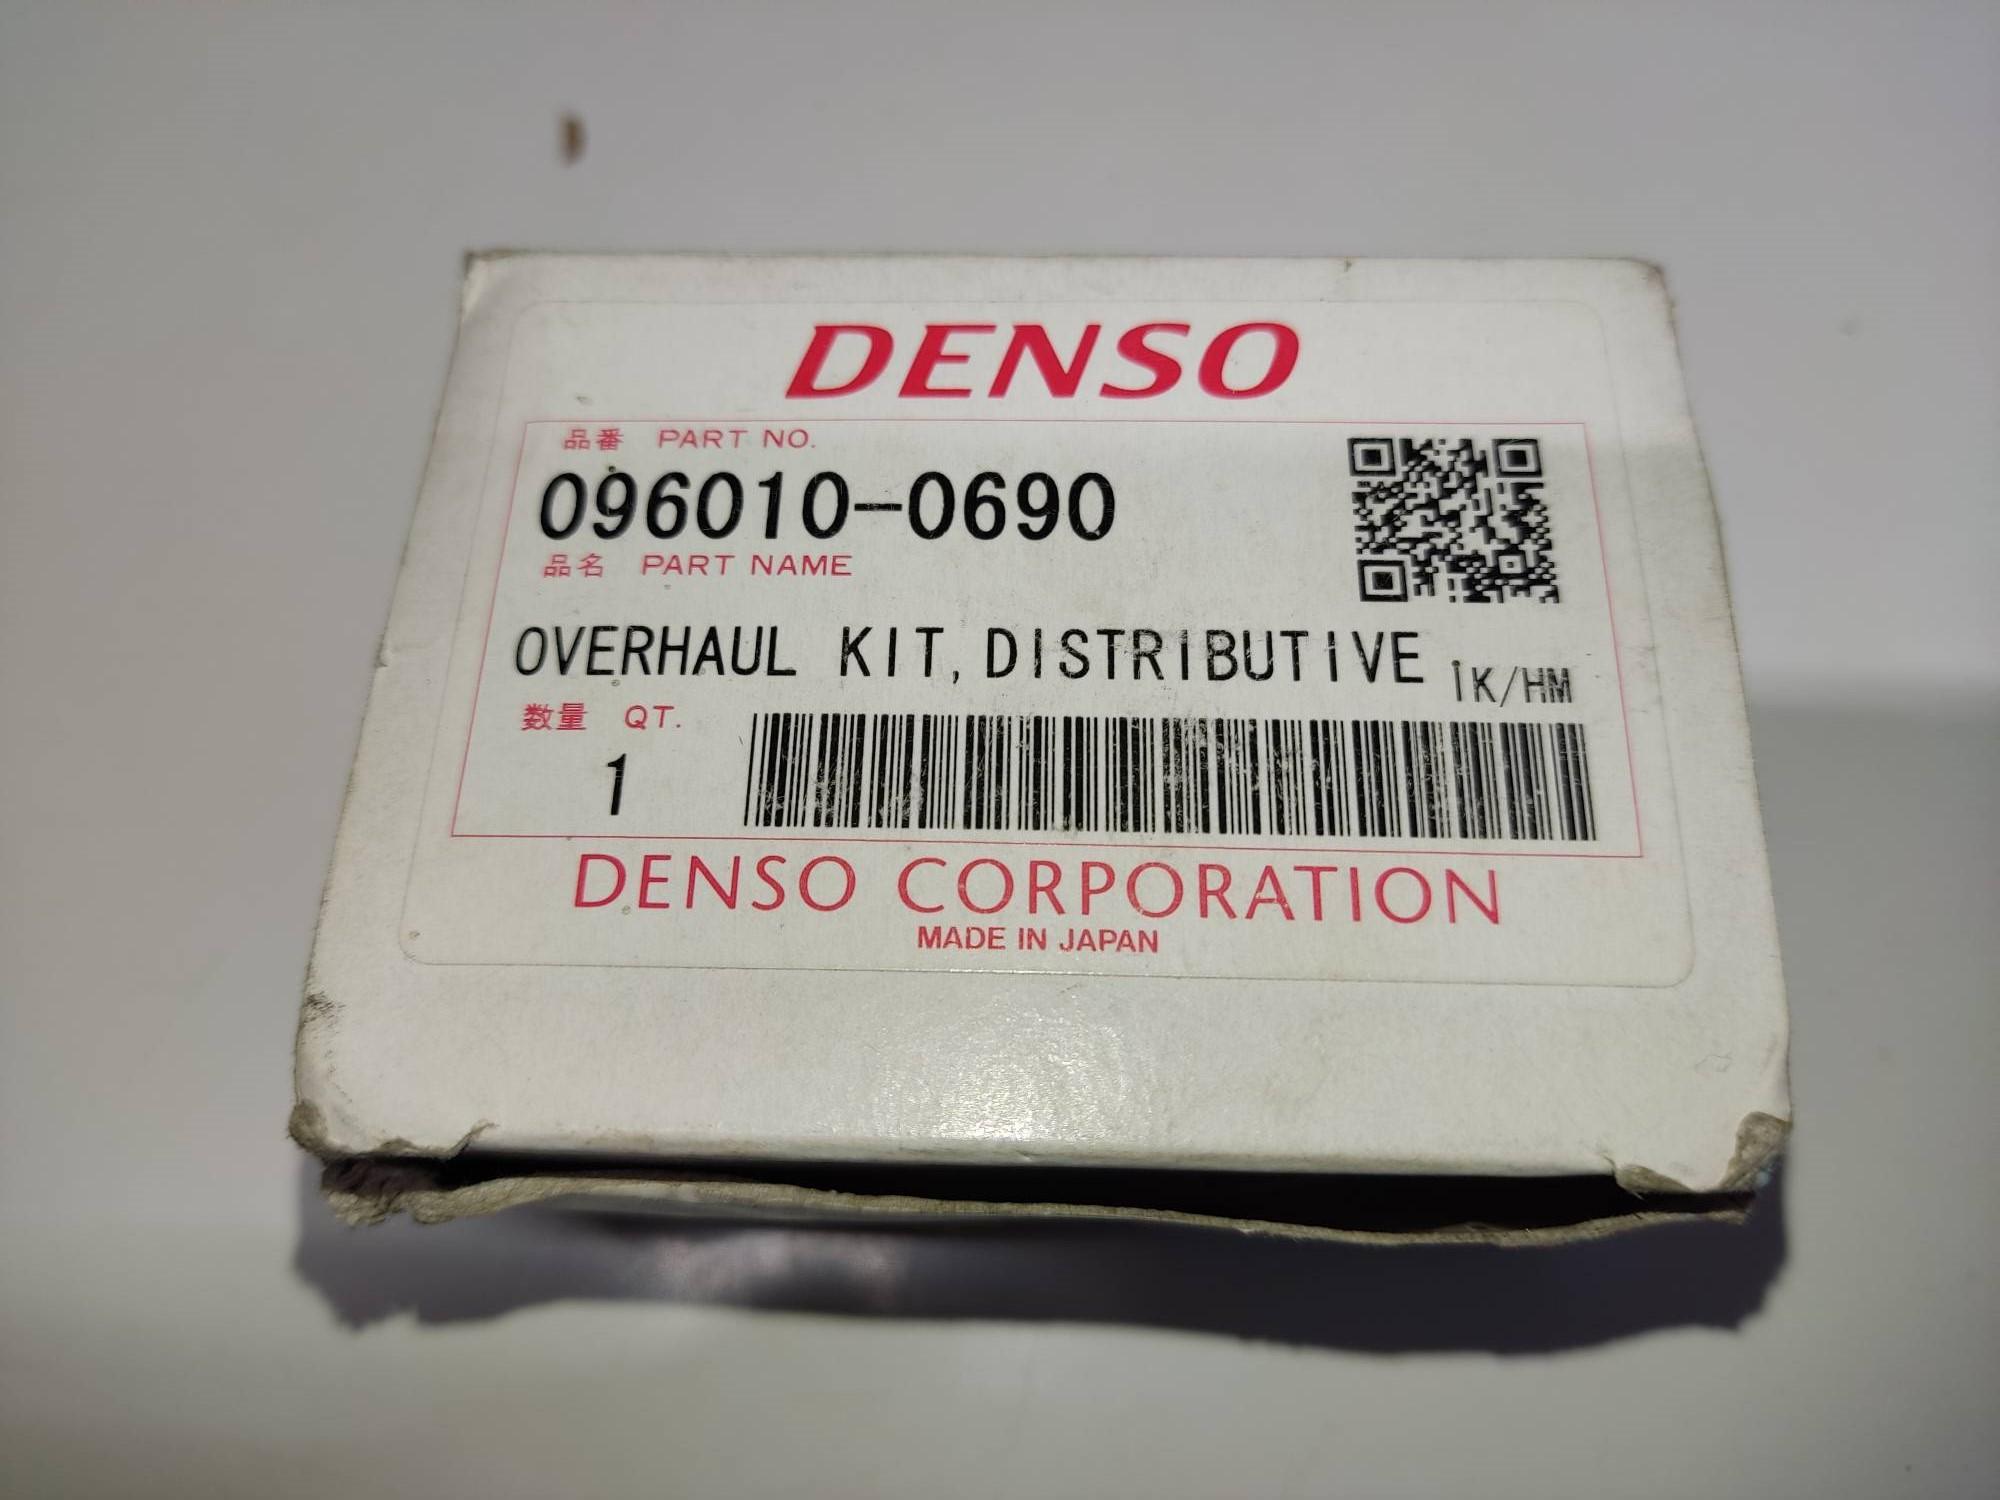 DENSO
品番 PART NO.
096010-0690
品名 PART NAME
OVERHAUL KIT, DISTRIBUTIVE
1K/HM
数量 QT.
1
DENSO CORPORATION
MADE IN JAPAN